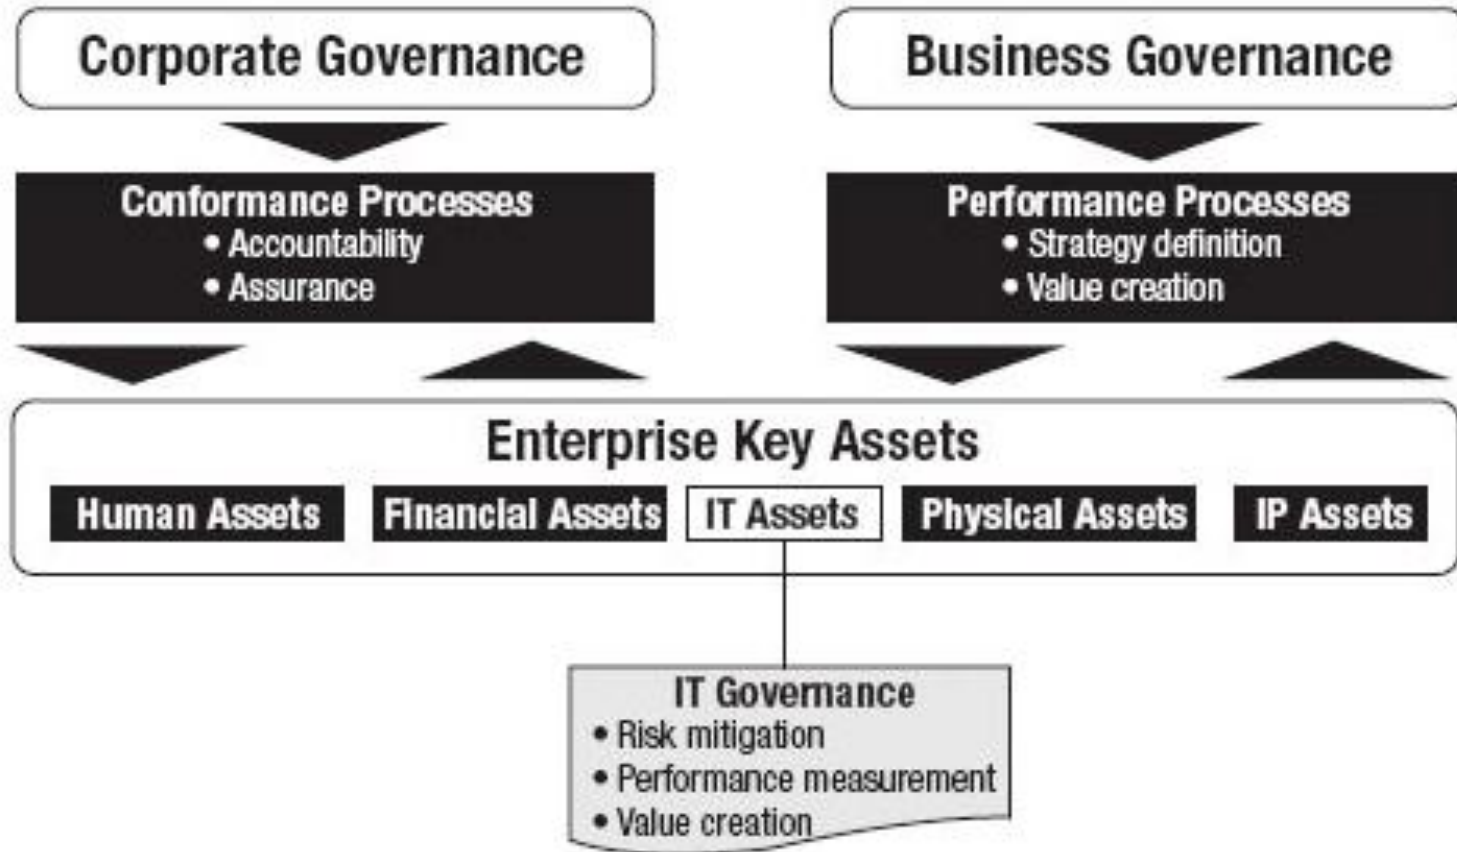 Corporate Governance
Business Governance
Conformance Processes
• Accountability
• Assurance
Performance Processes
• Strategy definition
• Value creation
Enterprise Key Assets
Human Assets
Financial Assets
IT Assets
Physical Assets
IP Assets
IT Governance
• Risk mitigation
• Performance measurement
• Value creation